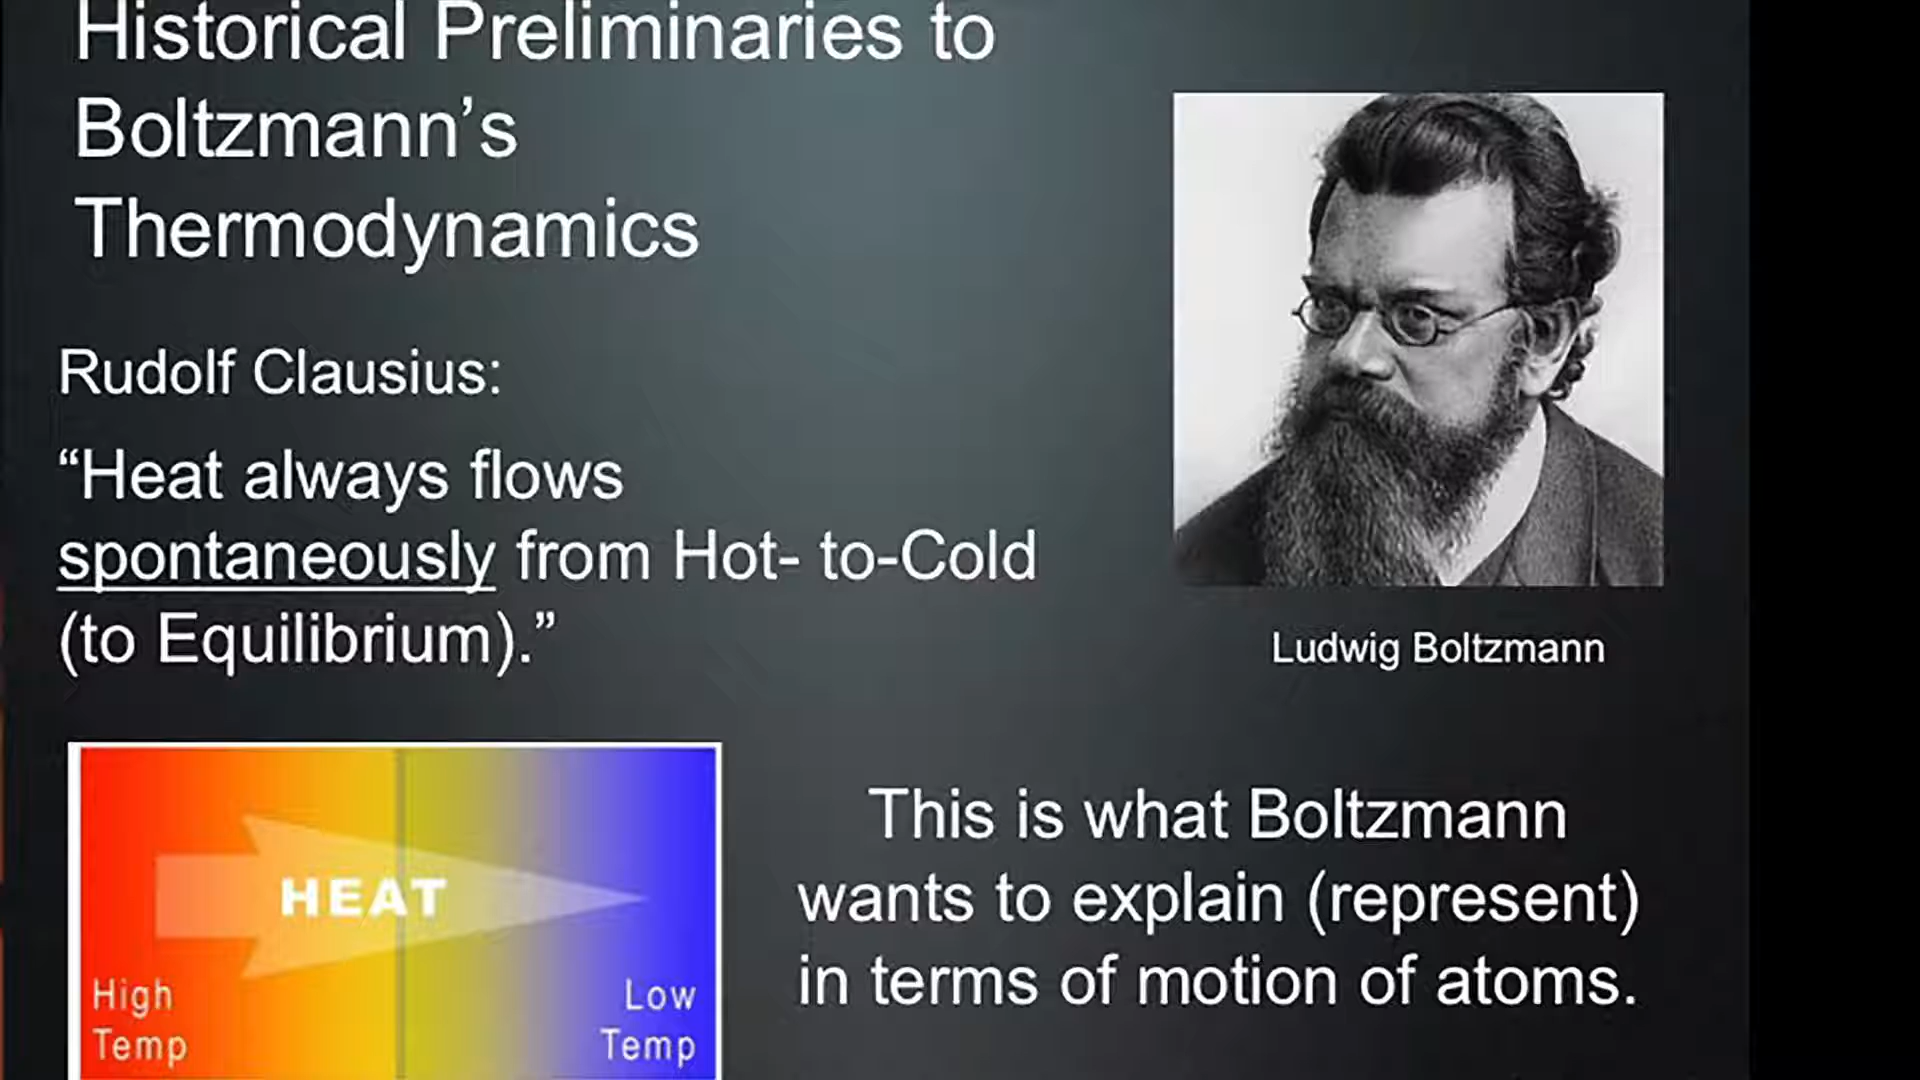 Historical Preliminaries to
Boltzmann’s
Thermodynamics
Rudolf Clausius:
“Heat always flows
spontaneously from Hot- to-Cold
(to Equilibrium).”
Ludwig Boltzmann
HEAT
High
Temp
Low
Temp
This is what Boltzmann
wants to explain (represent)
in terms of motion of atoms.